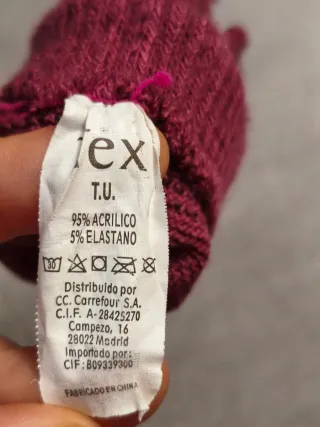 Tex
T.U.
95% ACRILICO
5% ELASTANO
30
Distribuido por
CC. Carrefour S.A.
C.I.F. A-28425270
Campezo, 16
28022 Madrid
Importado por:
CIF: B09339300
FABRICADO EN CHINA